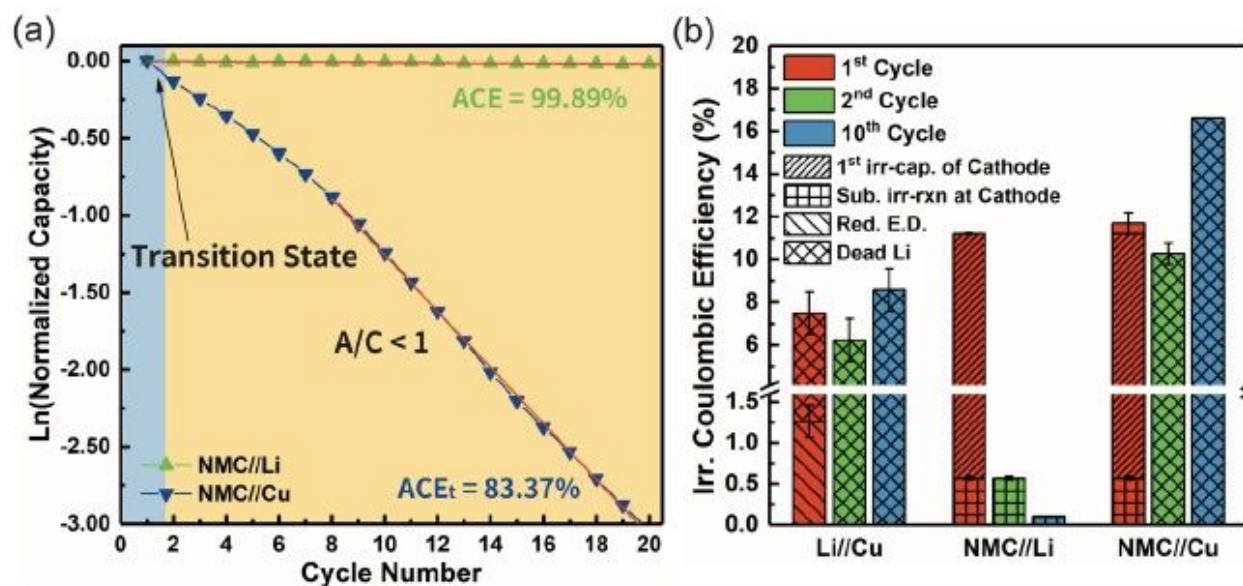 (a)
Ln(Normalized Capacity)
0.00
-0.50
-1.00
-1.50
-2.00
-2.50
-3.00
ACE = 99.89%
Transition State
A/C < 1
NMC//Li
NMC//Cu
ACEt = 83.37%
0 2 4 6 8 10 12 14 16 18 20
Cycle Number
(b)
Irr. Coulombic Efficiency (%)
20
18
16
14
12
10
8
6
1.5
1.0
0.5
0.0
1st Cycle
2nd Cycle
10th Cycle
1st irr-cap. of Cathode
Sub. irr-rxn at Cathode
Red. E.D.
Dead Li
Li//Cu NMC//Li NMC//Cu